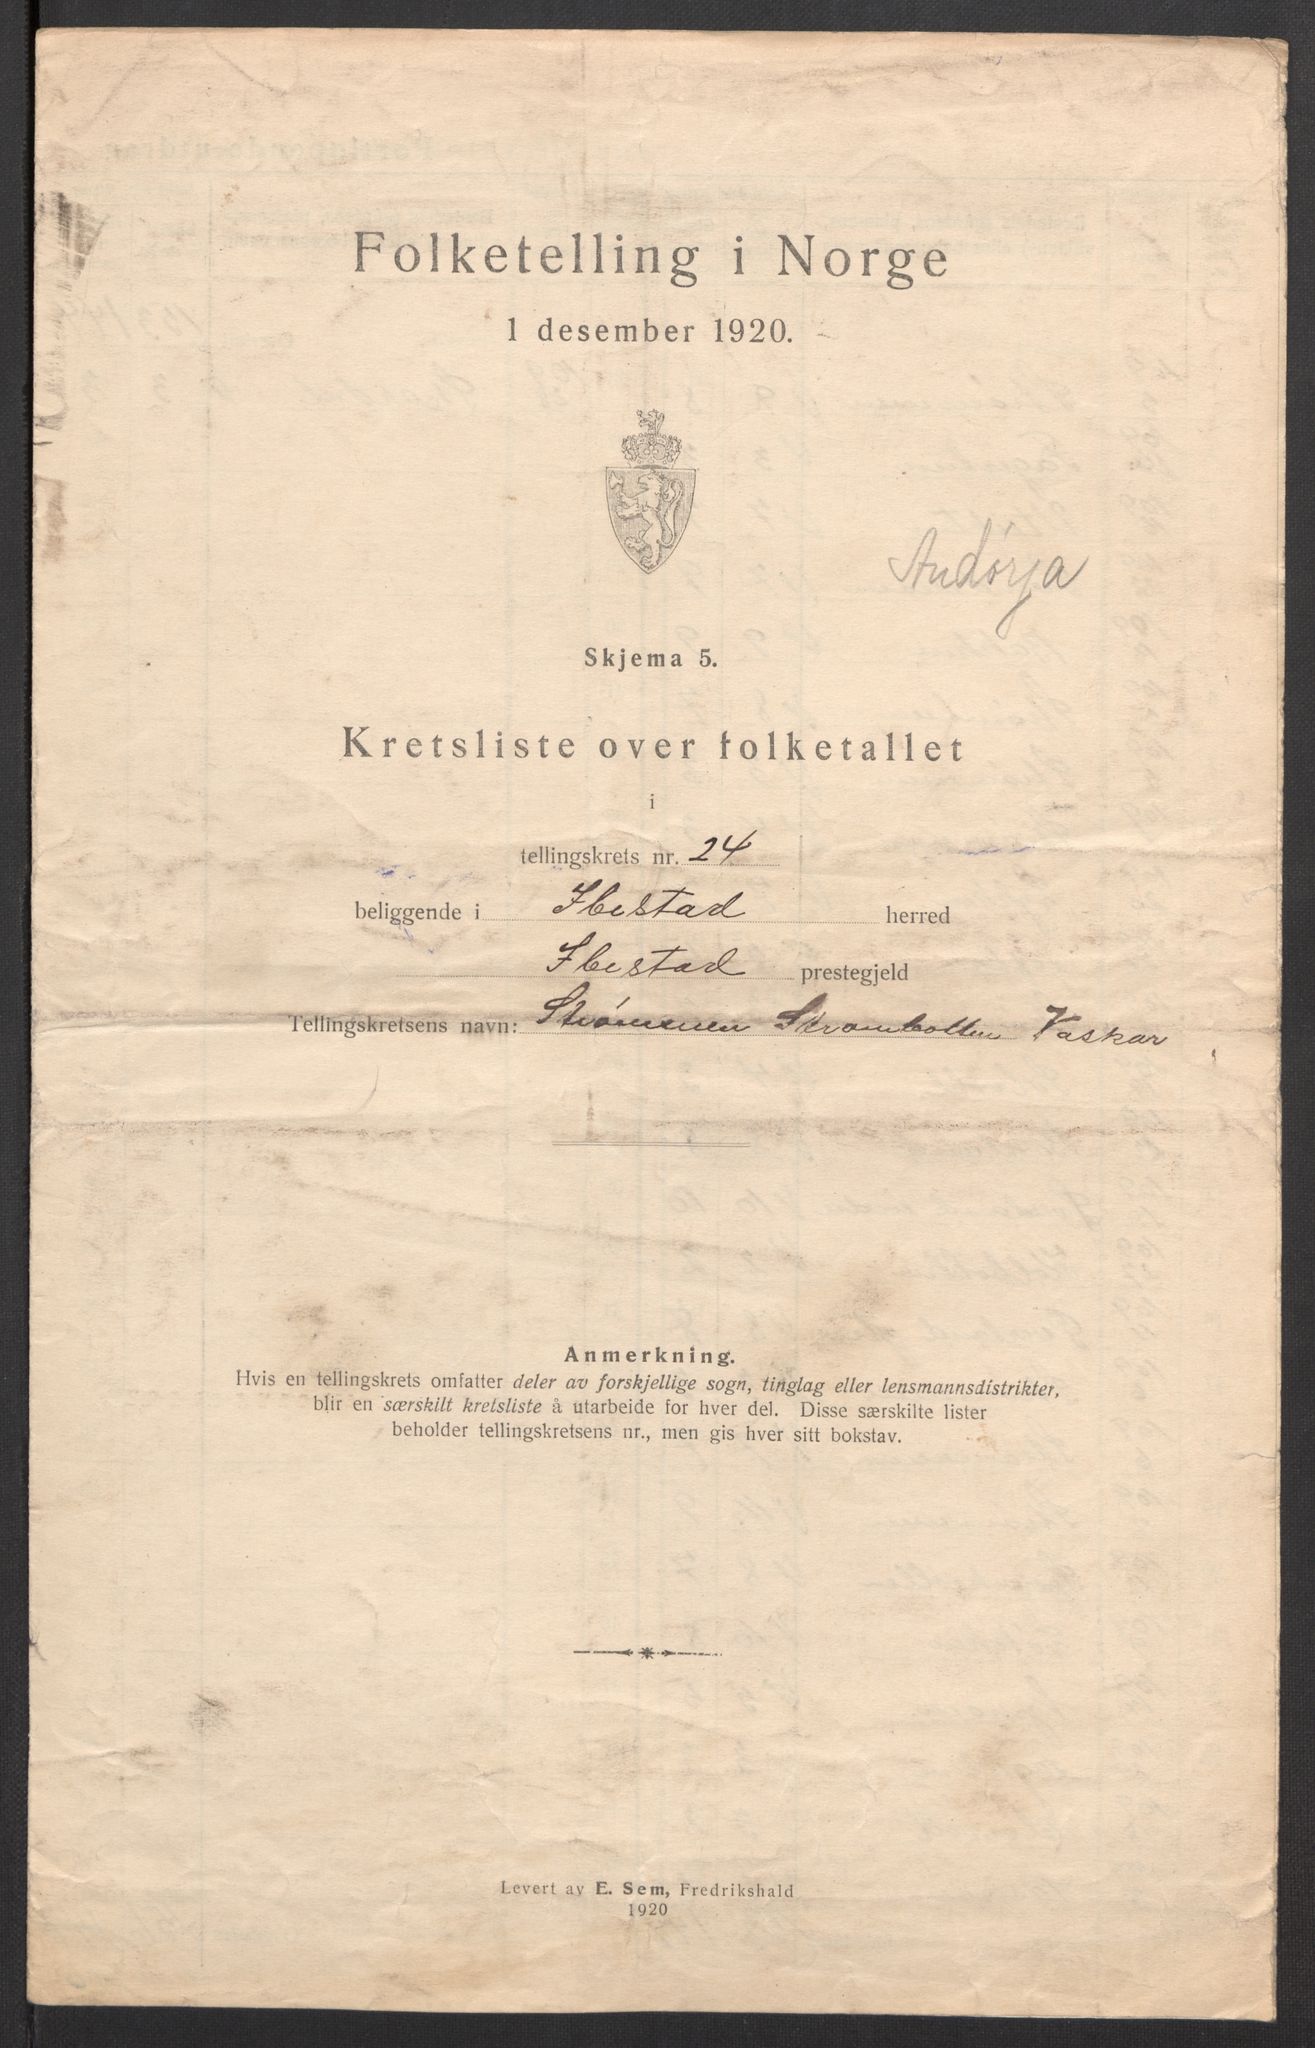 Folketelling i Norge
1 desember 1920.
Andørja
Skjema 5.
Kretsliste over folketallet
i
tellingskrets nr. 24
beliggende i Ibestad herred
Ibestad prestegjeld
Tellingskretsens navn: Strømmen Strømbotten Vaskar
Anmerkning.
Hvis en tellingskrets omfatter deler av forskjellige sogn, tinglag eller lensmannsdistrikter,
blir en særskilt kretsliste å utarbeide for hver del. Disse særskilte lister
beholder tellingskretsens nr., men gis hver sitt bokstav.
Levert av E. Sem, Fredrikshald
1920